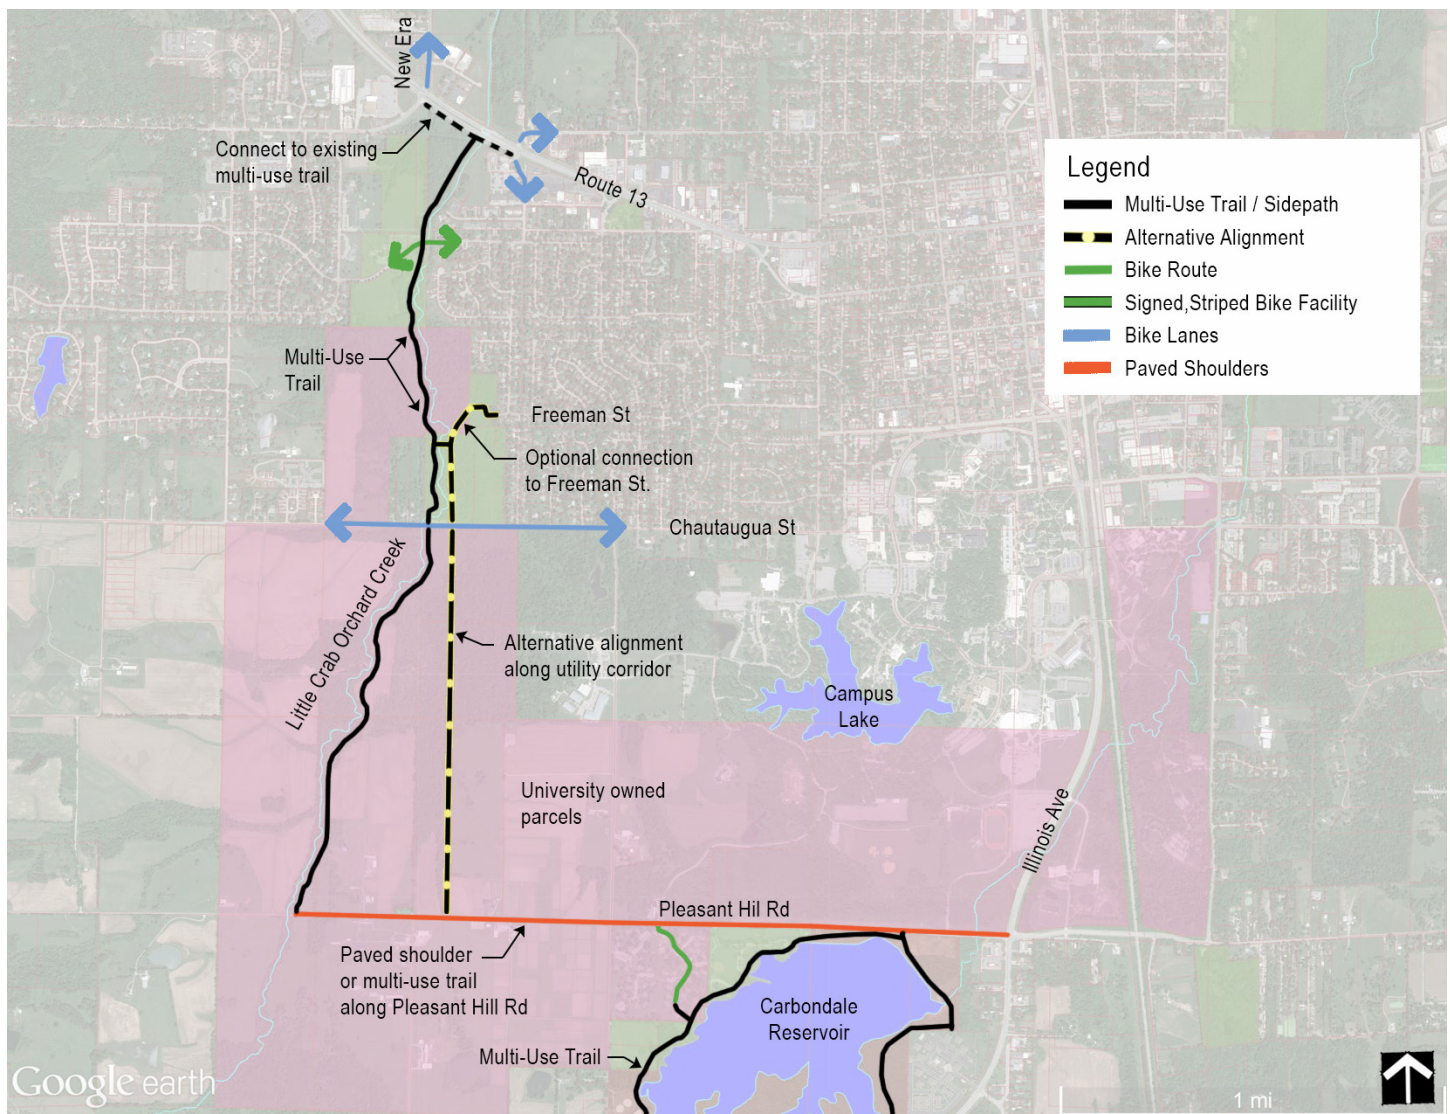 New Era
Connect to existing
multi-use trail
Route 13
Legend
Multi-Use Trail / Sidepath
Alternative Alignment
Bike Route
Signed,Striped Bike Facility
Bike Lanes
Paved Shoulders
Multi-Use
Trail
Freeman St
Optional connection
to Freeman St.
Chautaugua St
Little Crab Orchard Creek
Alternative alignment
along utility corridor
Campus
Lake
University owned
parcels
Illinois Ave
Pleasant Hil Rd
Paved shoulder
or multi-use trail
along Pleasant Hill Rd
Carbondale
Reservoir
Multi-Use Trail
Google earth
1 mi